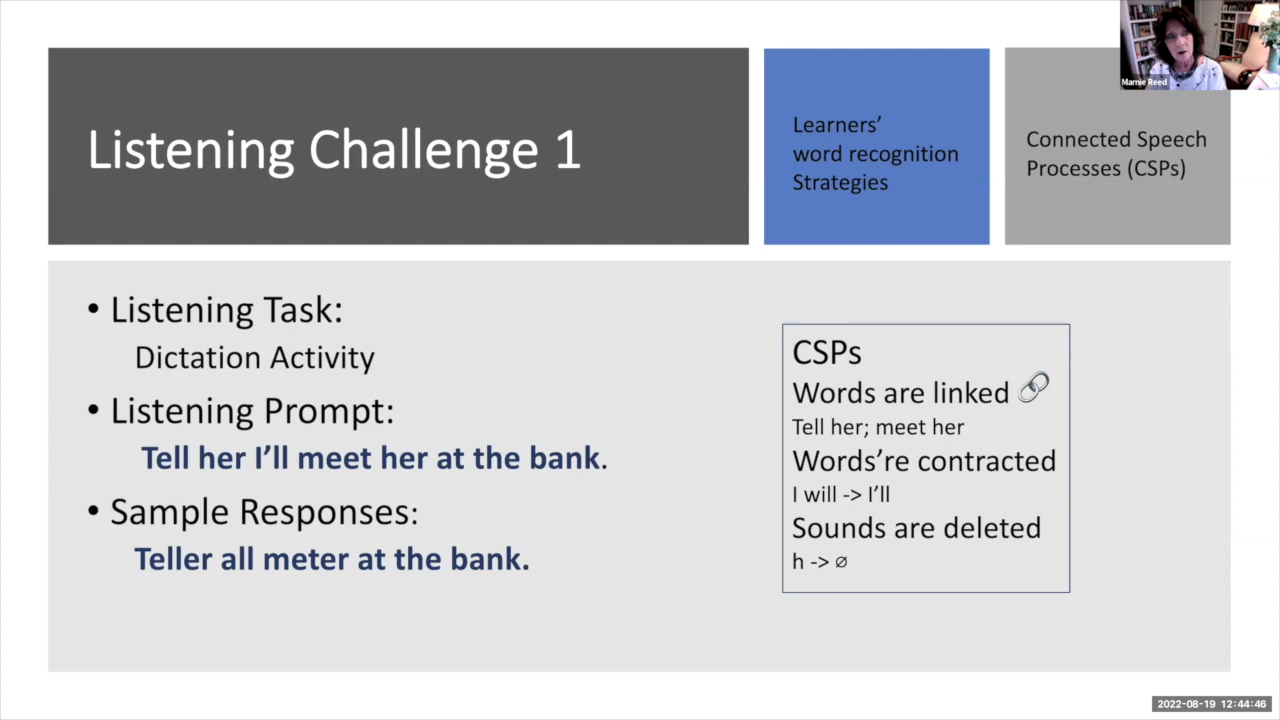 Marnie Reed
Listening Challenge 1
Learners’
word recognition
Strategies
Connected Speech
Processes (CSPs)
• Listening Task:
Dictation Activity
• Listening Prompt:
Tell her I’ll meet her at the bank.
• Sample Responses:
Teller all meter at the bank.
CSPs
Words are linked
Tell her; meet her
Words’re contracted
I will -> I’ll
Sounds are deleted
h -> ∅
2022-08-19 12:44:46